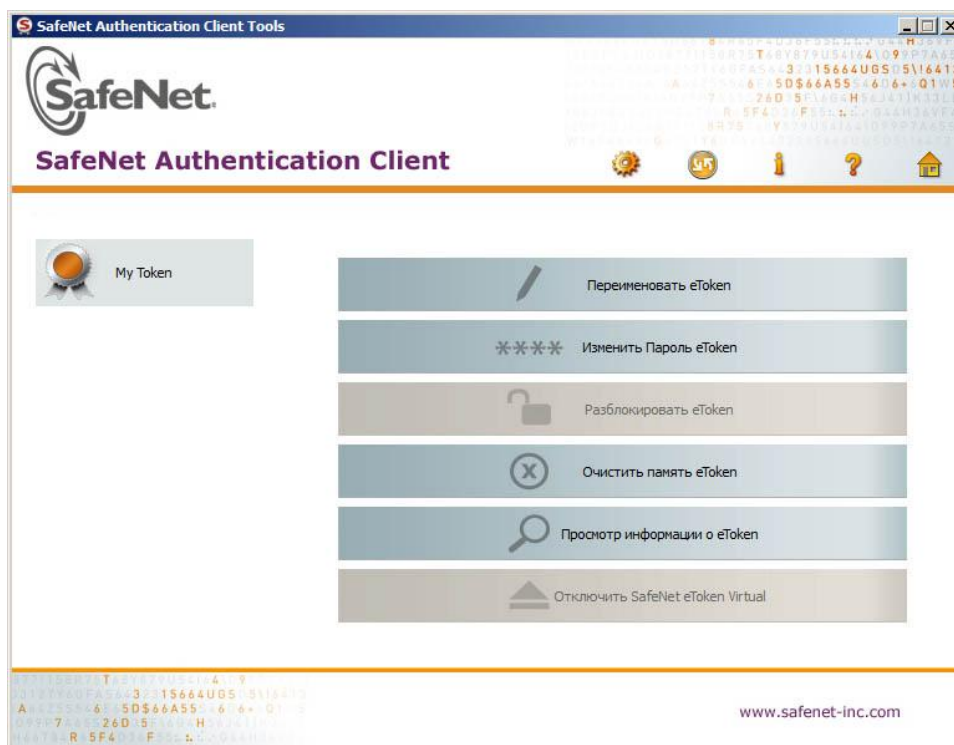 SafeNet Authentication Client Tools
SafeNet.
SafeNet Authentication Client
My Token
Переименовать eToken
**** Изменить Пароль eToken
Разблокировать eToken
Очистить память eToken
Просмотр информации о eToken
Отключить SafeNet eToken Virtual
www.safenet-inc.com